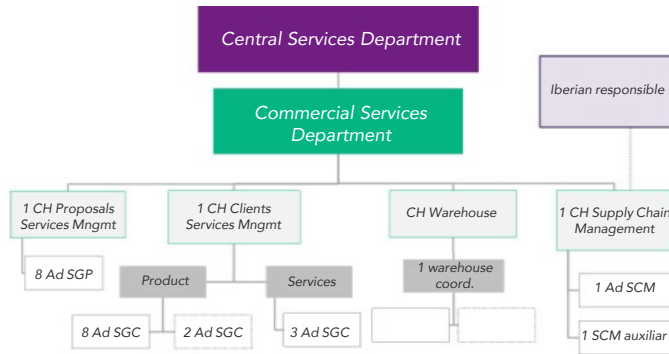 Central Services Department
Commercial Services
Department
Iberian responsible
1 CH Proposals
Services Mngmt
1 CH Clients
Services Mngmt
CH Warehouse
1 CH Supply Chain
Management
8 Ad SGP
Product
Services
1 warehouse
coord.
1 Ad SCM
8 Ad SGC
2 Ad SGC
3 Ad SGC
1 SCM auxiliar